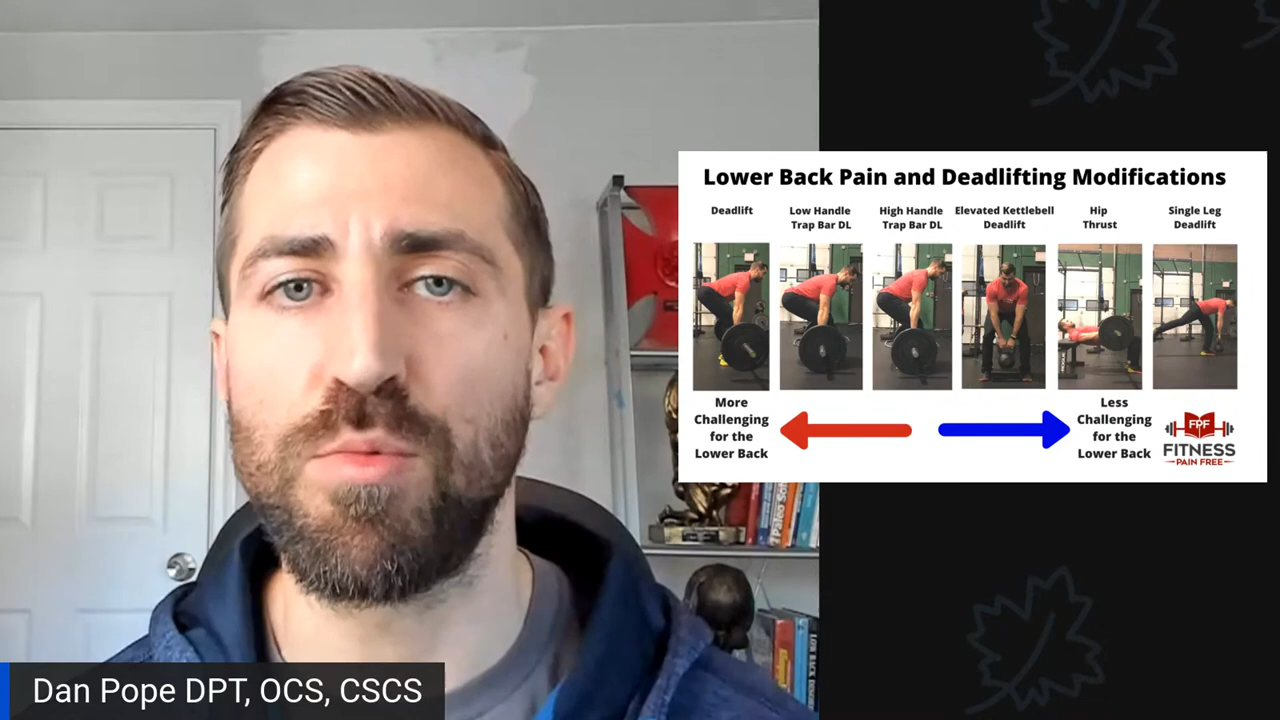 Lower Back Pain and Deadlifting Modifications
Deadlift
Low Handle
Trap Bar DL
High Handle
Trap Bar DL
Elevated Kettlebell
Deadlift
Hip
Thrust
Single Leg
Deadlift
More
Challenging
for the
Lower Back
Less
Challenging
for the
Lower Back
FPF
FITNESS
PAIN FREE
Dan Pope DPT, OCS, CSCS